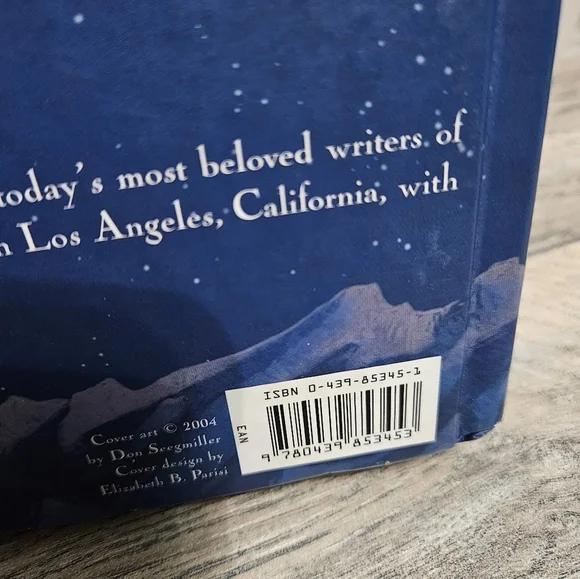 today's most beloved writers of
n Los Angeles, California, with
ISBN 0-439-85345-1
EAN
9 780439 853453
Cover art © 2004
by Don Seegmiller
Cover design by
Elizabeth B. Parisi